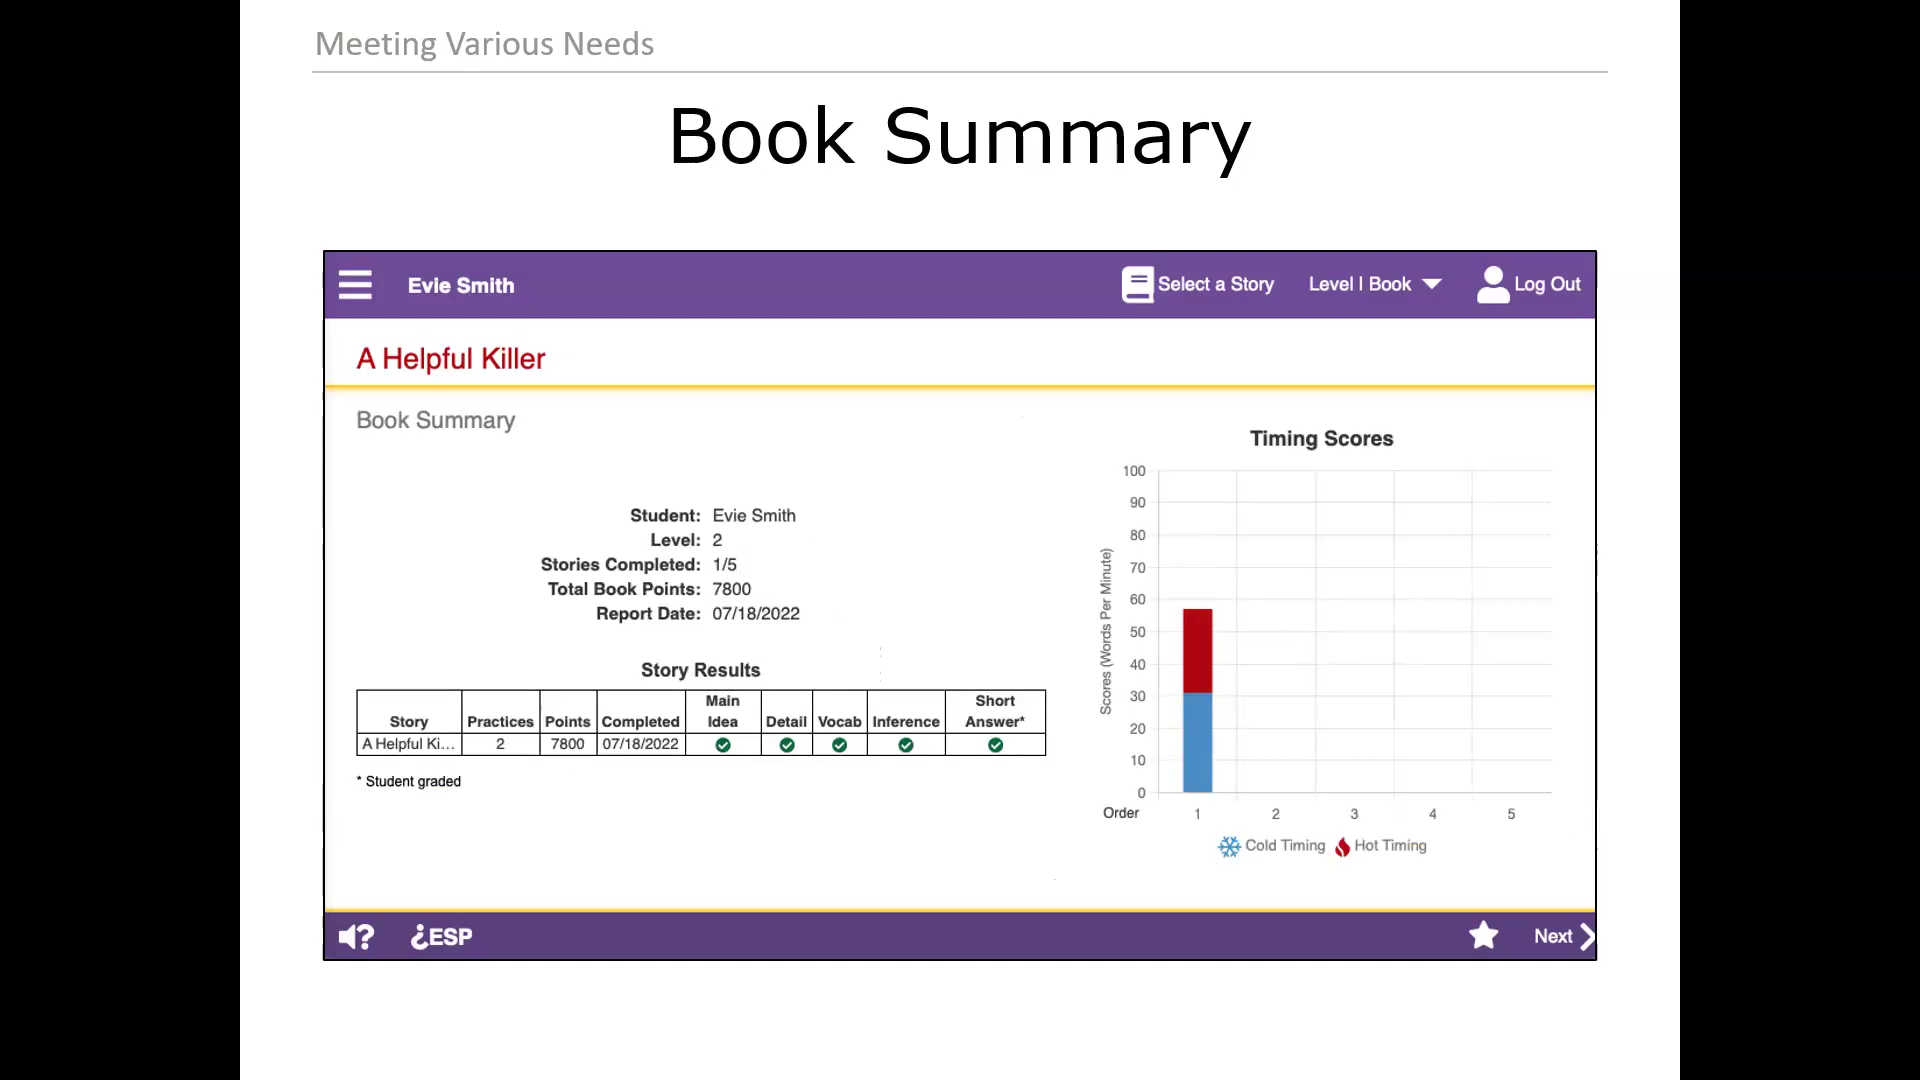 Meeting Various Needs
Book Summary
Evie Smith
Select a Story
Level | Book
Log Out
A Helpful Killer
Book Summary
Student: Evie Smith
Level: 2
Stories Completed: 1/5
Total Book Points: 7800
Report Date: 07/18/2022
Story Results
Story Practices Points Completed Main Idea Detail Vocab Inference Short Answer*
A Helpful Ki... 2 7800 07/18/2022
* Student graded
Timing Scores
Scores (Words Per Minute)
100
90
80
70
60
50
40
30
20
10
0
Order 1 2 3 4 5
Cold Timing Hot Timing
?
¿ESP
Next